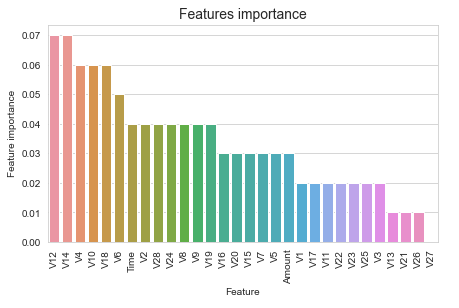 Features importance
Feature importance
0.07
0.06
0.05
0.04
0.03
0.02
0.01
0.00
V12
V14
V4
V10
V18
V6
Time
V2
V28
V24
V8
V9
V19
V16
V20
V15
V7
V5
Amount
V1
V17
V11
V22
V23
V25
V3
V13
V21
V26
V27
Feature